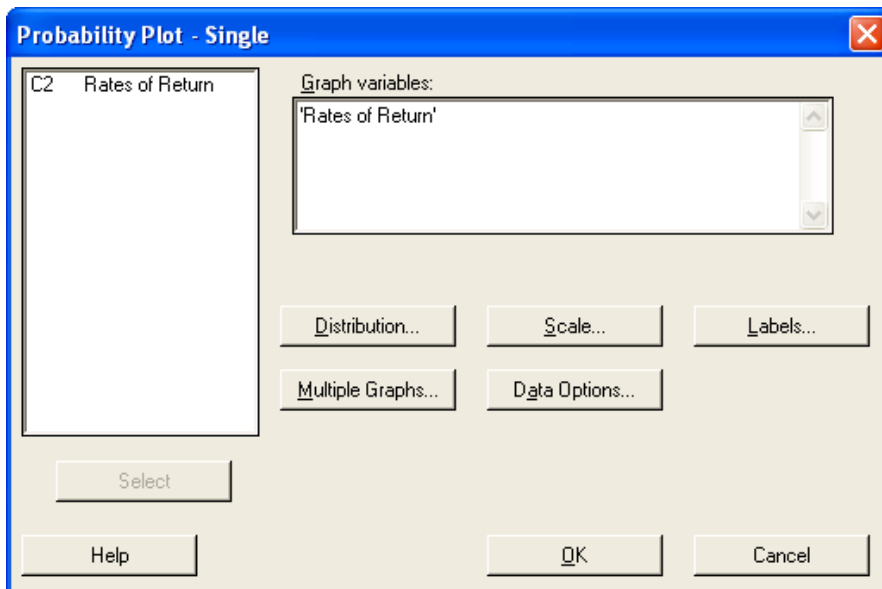 Probability Plot - Single
C2 Rates of Return
Graph variables:
'Rates of Return'
Distribution...
Scale...
Labels...
Multiple Graphs...
Data Options...
Select
Help
OK
Cancel